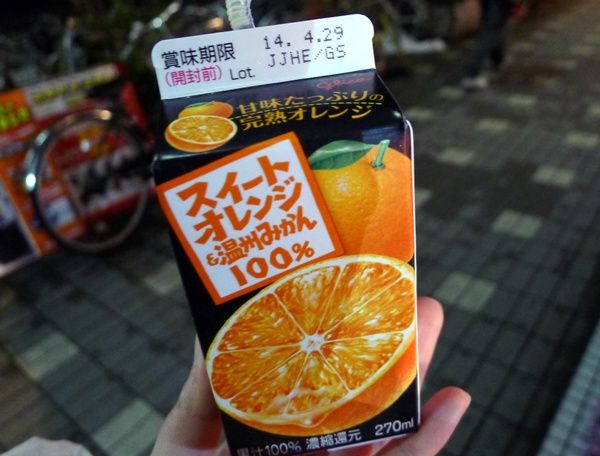 賞味期限 14. 4.29
(開封前) Lot. JJHE/GS
glico
甘味たっぷりの
完熟オレンジ
スイート
オレンジ
&温州みかん
100%
果汁100% 濃縮還元 270ml